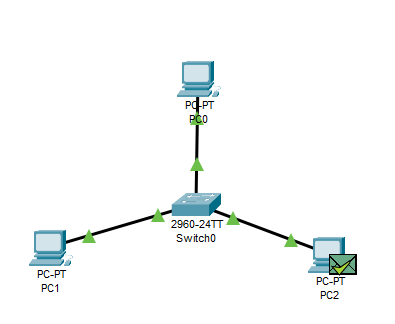 PC-PT
PC0
2960-24TT
Switch0
PC-PT
PC1
PC-PT
PC2